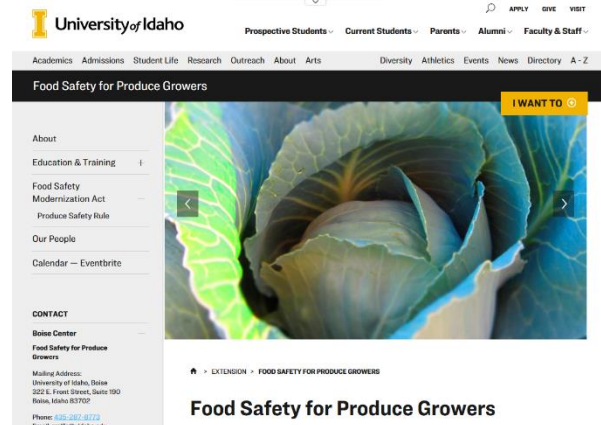 I University of Idaho
APPLY GIVE VISIT
Prospective Students Current Students Parents Alumni Faculty & Staff
Academics Admissions Student Life Research Outreach About Arts Diversity Athletics Events News Directory A - Z
Food Safety for Produce Growers
I WANT TO
About
Education & Training +
Food Safety
Modernization Act —
Produce Safety Rule
Our People
Calendar — Eventbrite
CONTACT
Boise Center —
Food Safety for Produce
Growers
Mailing Address:
University of Idaho, Boise
322 E. Front Street, Suite 190
Boise, Idaho 83702
Phone: 435-267-8773
> EXTENSION > FOOD SAFETY FOR PRODUCE GROWERS
Food Safety for Produce Growers